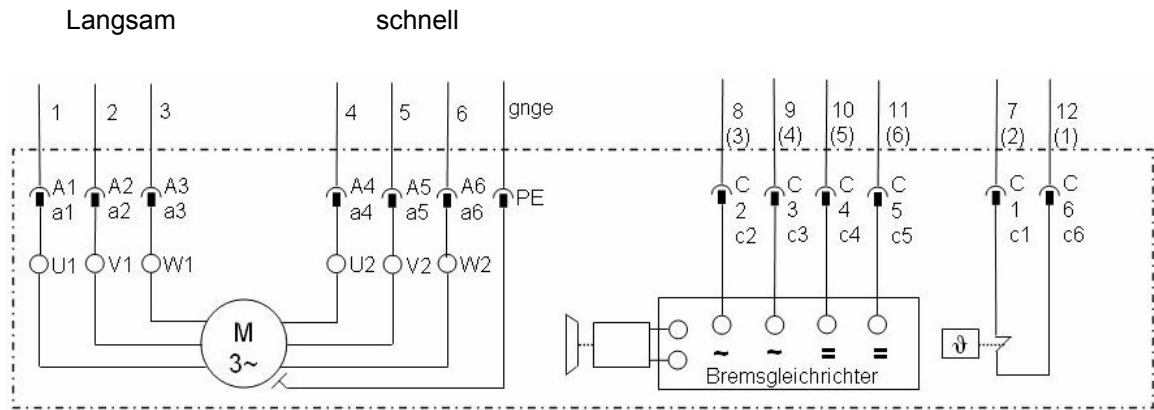 Langsam schnell
1 2 3 4 5 6 gnge 8 9 10 11 7 12
(3) (4) (5) (6) (2) (1)
A1 A2 A3 A4 A5 A6 PE C C C C C C
a1 a2 a3 a4 a5 a6 2 3 4 5 1 6
c2 c3 c4 c5 c1 c6
U1 V1 W1 U2 V2 W2
M
3~
~ ~ = =
ϑ
Bremsgleichrichter